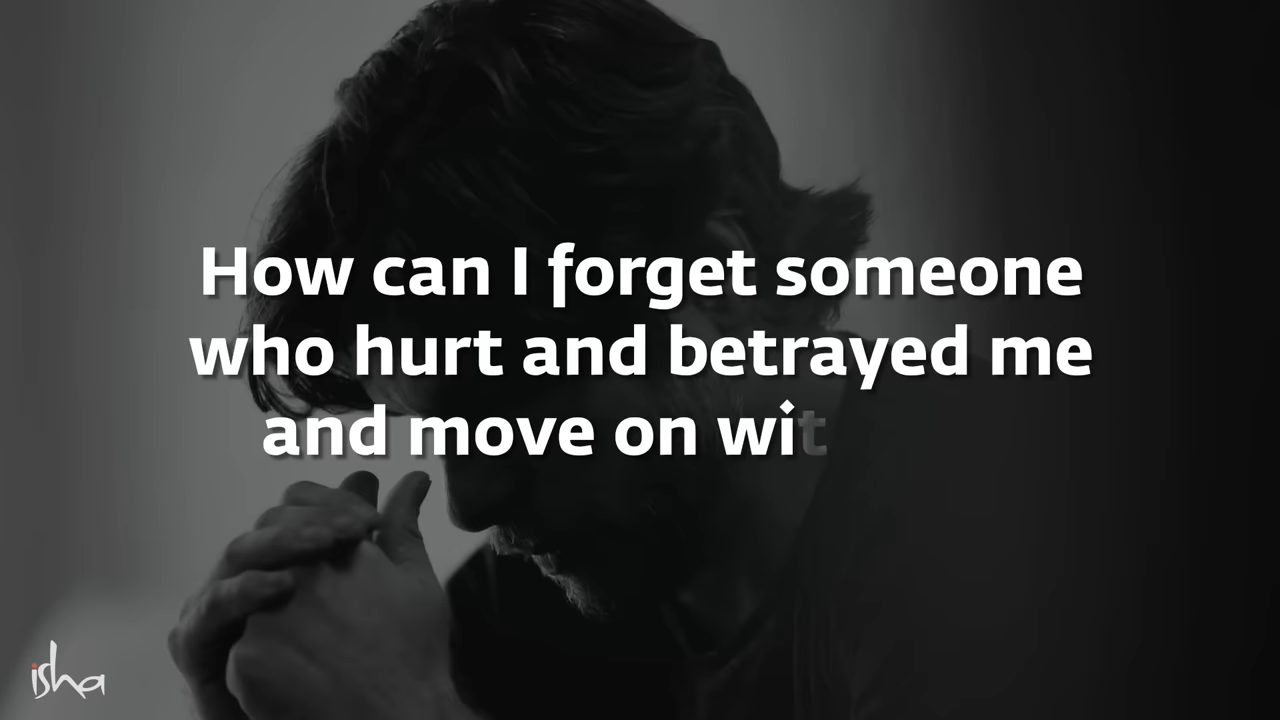 How can I forget someone
who hurt and betrayed me
and move on wit
isha